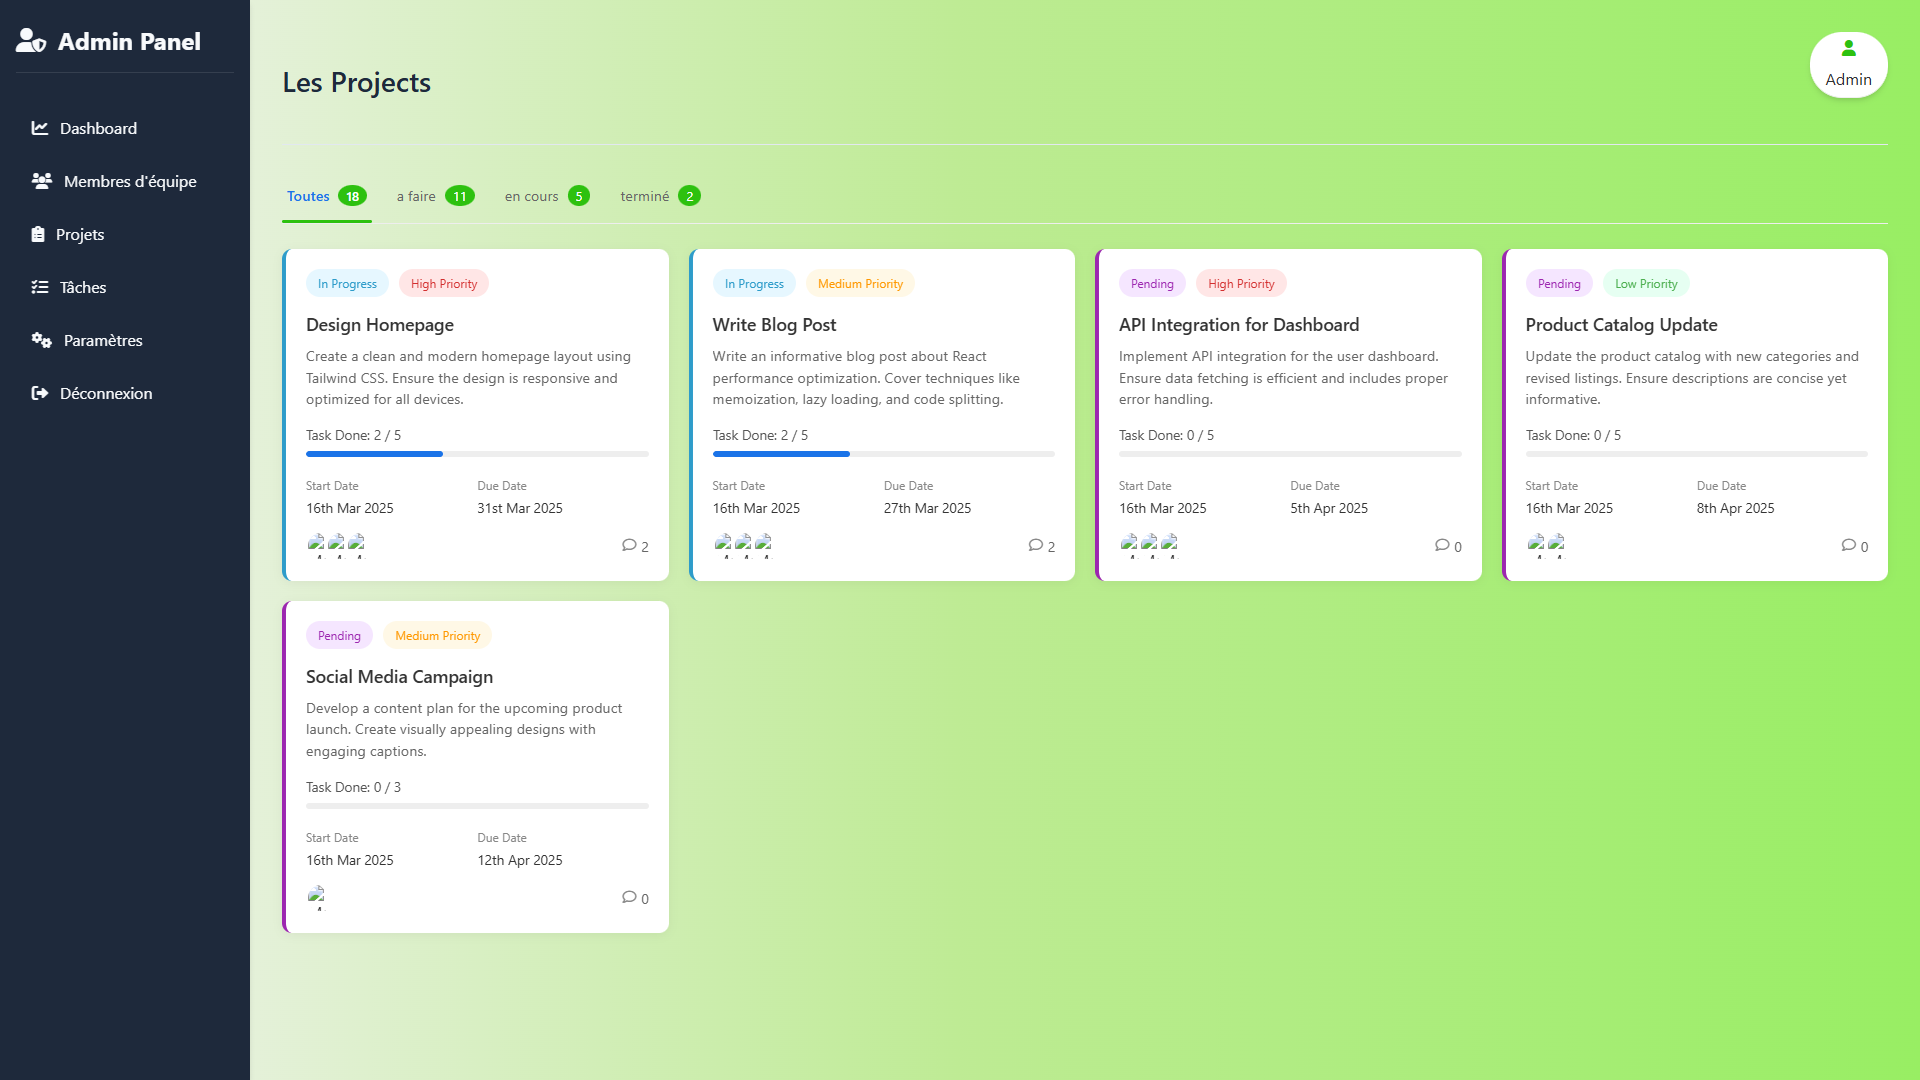 Admin Panel
Dashboard
Membres d'équipe
Projets
Tâches
Paramètres
Déconnexion
Les Projects
Admin
Toutes 18 a faire 11 en cours 5 terminé 2
In Progress High Priority
Design Homepage
Create a clean and modern homepage layout using
Tailwind CSS. Ensure the design is responsive and
optimized for all devices.
Task Done: 2 / 5
Start Date Due Date
16th Mar 2025 31st Mar 2025
2
In Progress Medium Priority
Write Blog Post
Write an informative blog post about React
performance optimization. Cover techniques like
memoization, lazy loading, and code splitting.
Task Done: 2 / 5
Start Date Due Date
16th Mar 2025 27th Mar 2025
2
Pending High Priority
API Integration for Dashboard
Implement API integration for the user dashboard.
Ensure data fetching is efficient and includes proper
error handling.
Task Done: 0 / 5
Start Date Due Date
16th Mar 2025 5th Apr 2025
0
Pending Low Priority
Product Catalog Update
Update the product catalog with new categories and
revised listings. Ensure descriptions are concise yet
informative.
Task Done: 0 / 5
Start Date Due Date
16th Mar 2025 8th Apr 2025
0
Pending Medium Priority
Social Media Campaign
Develop a content plan for the upcoming product
launch. Create visually appealing designs with
engaging captions.
Task Done: 0 / 3
Start Date Due Date
16th Mar 2025 12th Apr 2025
0